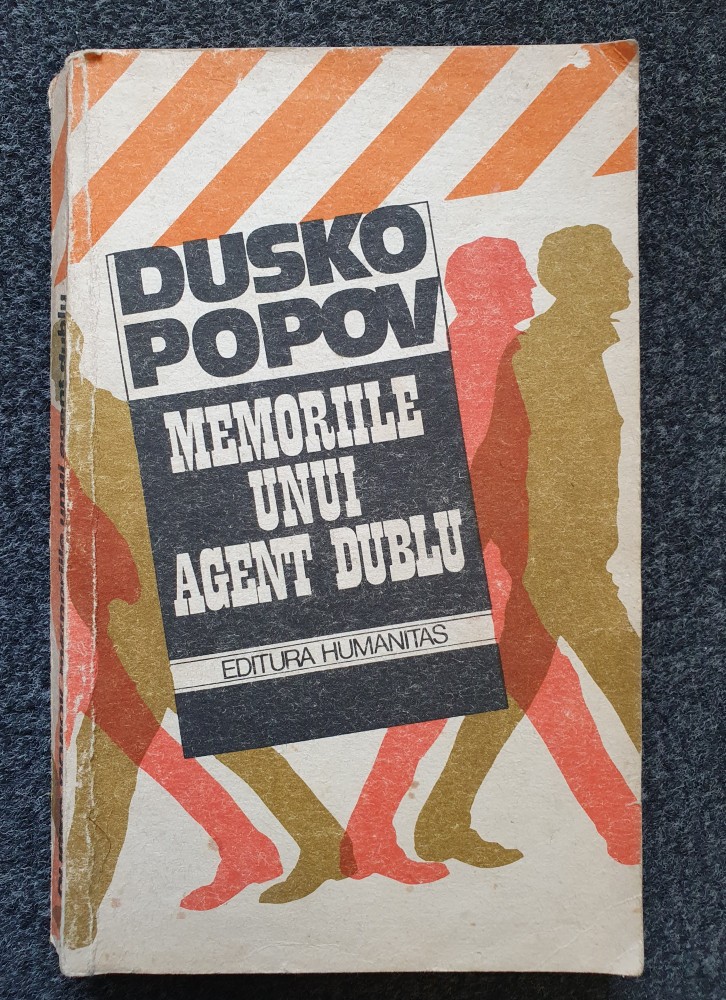 DUSKO
POPOV
MEMORIILE
UNUI
AGENT DUBLU
EDITURA HUMANITAS